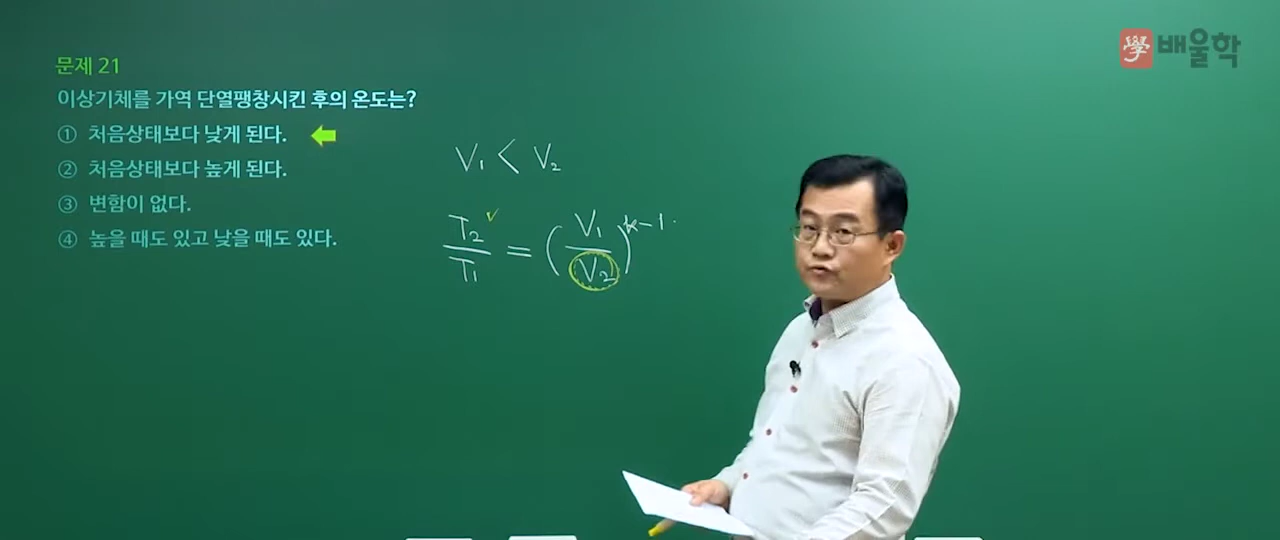 學배울학
문제 21
이상기체를 가역 단열팽창시킨 후의 온도는?
① 처음상태보다 낮게 된다.
② 처음상태보다 높게 된다.
③ 변함이 없다.
④ 높을 때도 있고 낮을 때도 있다.
V₁ < V₂
T₂/T₁ = (V₁/V₂)^k-1